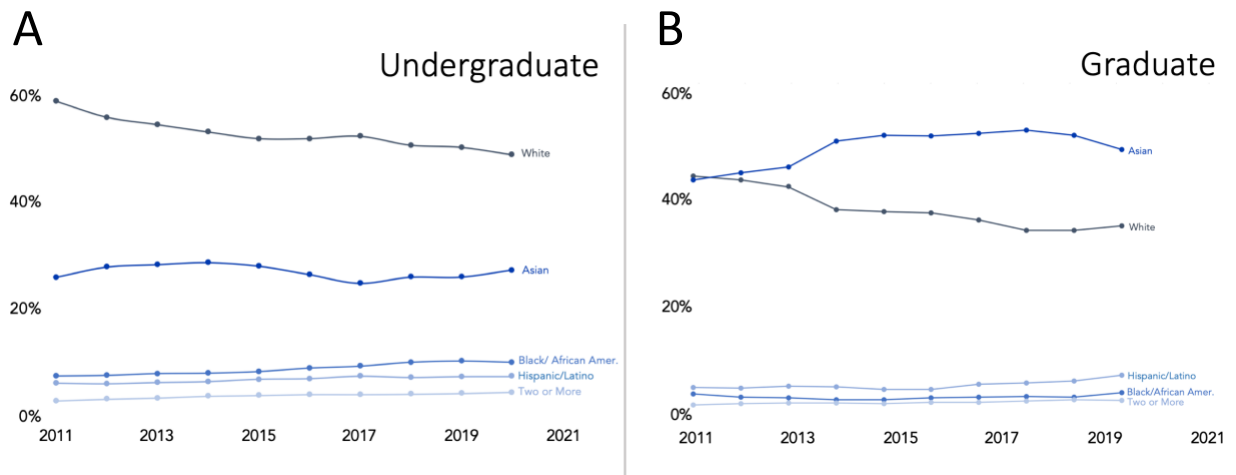 A
Undergraduate
60%
40%
20%
0%
White
Asian
Black/ African Amer.
Hispanic/Latino
Two or More
2011 2013 2015 2017 2019 2021
B
Graduate
60%
40%
20%
0%
Asian
White
Hispanic/Latino
Black/African Amer.
Two or More
2011 2013 2015 2017 2019 2021